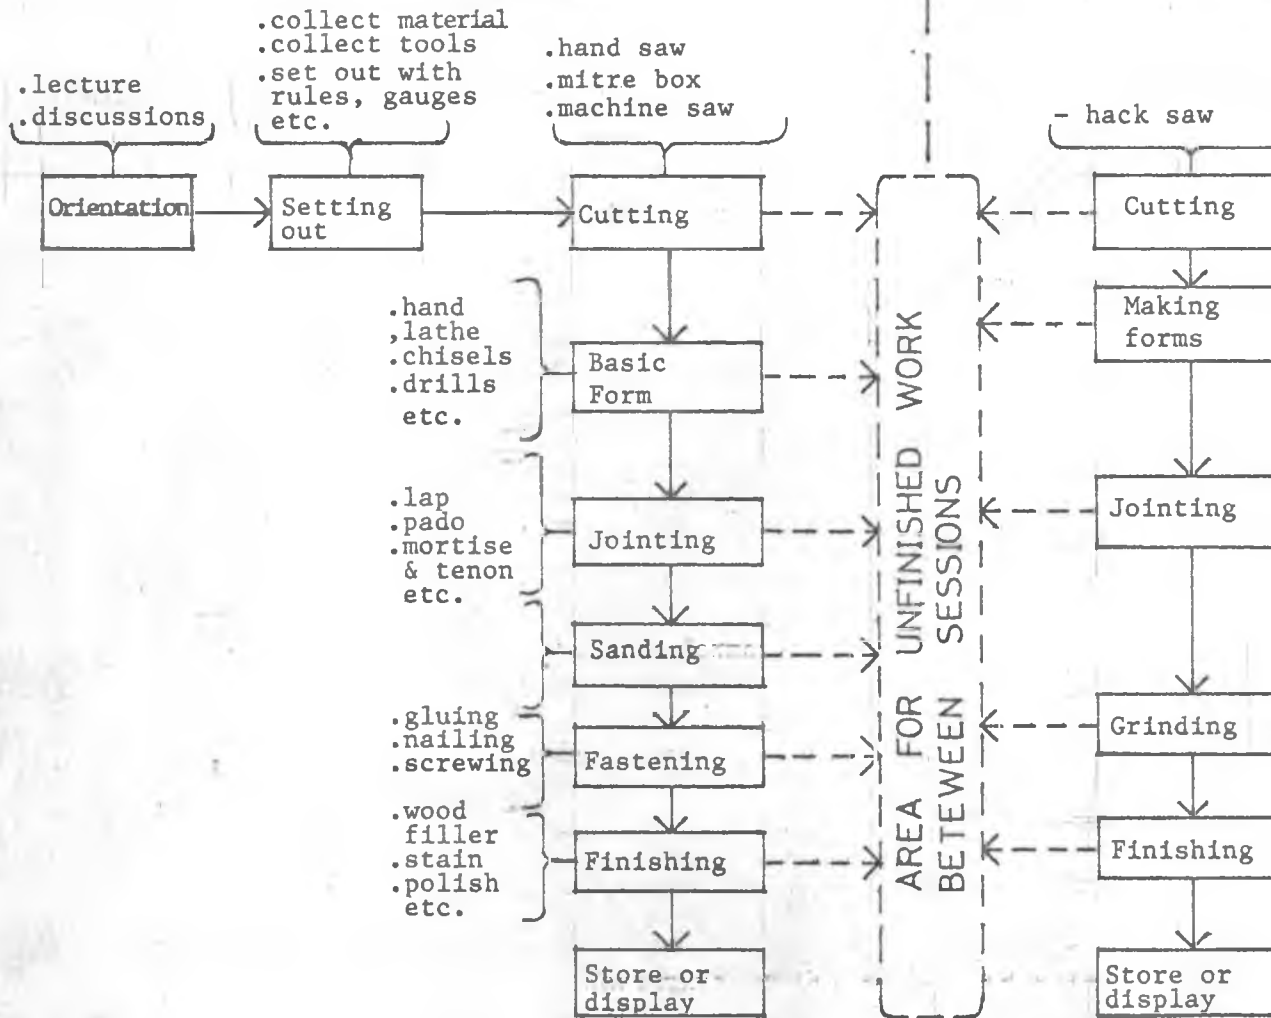 .lecture
.discussions
.collect material
.collect tools
.set out with
rules, gauges
etc.
.hand saw
.mitre box
.machine saw
- hack saw
Orientation
Setting
out
Cutting
Cutting
.hand
,lathe
.chisels
.drills
etc.
Basic
Form
Making
forms
.lap
.pado
.mortise
& tenon
etc.
Jointing
Jointing
Sanding
.gluing
.nailing
.screwing
Fastening
Grinding
.wood
filler
.stain
.polish
etc.
Finishing
Finishing
Store or
display
Store or
display
AREA FOR UNFINISHED WORK
BETEWEEN SESSIONS